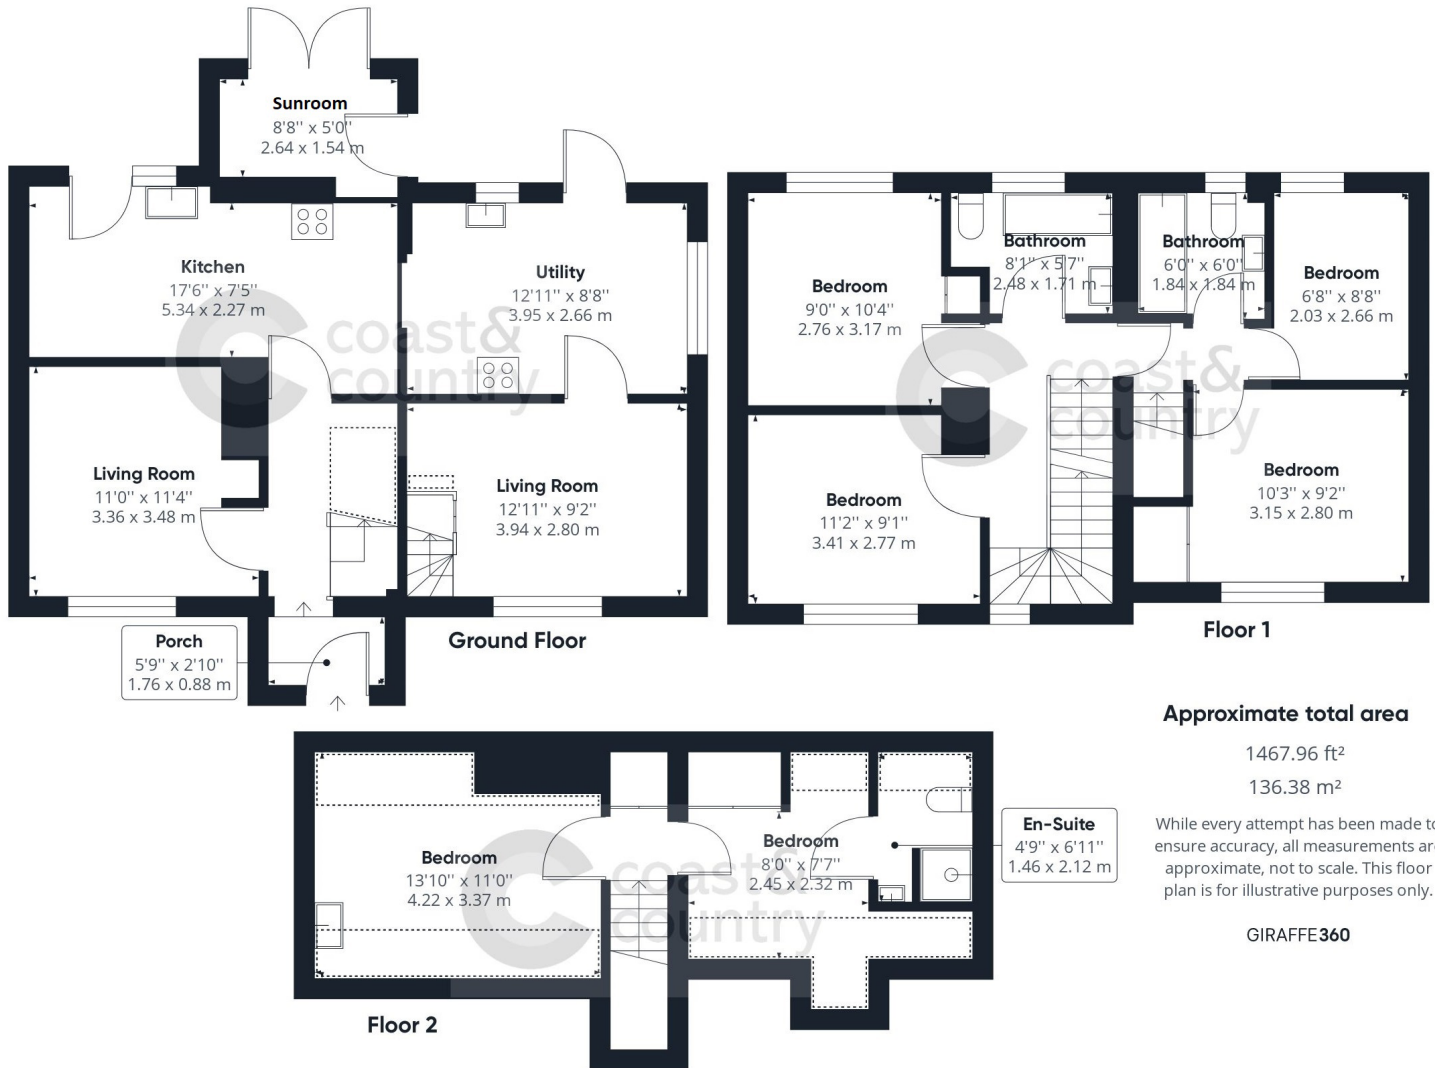 Sunroom
8'8'' x 5'0''
2.64 x 1.54 m
Kitchen
17'6'' x 7'5''
5.34 x 2.27 m
Utility
12'11'' x 8'8''
3.95 x 2.66 m
Living Room
11'0'' x 11'4''
3.36 x 3.48 m
Living Room
12'11'' x 9'2''
3.94 x 2.80 m
Porch
5'9'' x 2'10''
1.76 x 0.88 m
Ground Floor
coast&
country
Bedroom
9'0'' x 10'4''
2.76 x 3.17 m
Bathroom
8'1'' x 5'7''
2.48 x 1.71 m
Bathroom
6'0'' x 6'0''
1.84 x 1.84 m
Bedroom
6'8'' x 8'8''
2.03 x 2.66 m
Bedroom
11'2'' x 9'1''
3.41 x 2.77 m
Bedroom
10'3'' x 9'2''
3.15 x 2.80 m
Floor 1
coast&
country
Bedroom
13'10'' x 11'0''
4.22 x 3.37 m
Bedroom
8'0'' x 7'7''
2.45 x 2.32 m
En-Suite
4'9'' x 6'11''
1.46 x 2.12 m
Floor 2
coast&
country
Approximate total area
1467.96 ft²
136.38 m²
While every attempt has been made to
ensure accuracy, all measurements are
approximate, not to scale. This floor
plan is for illustrative purposes only.
GIRAFFE360